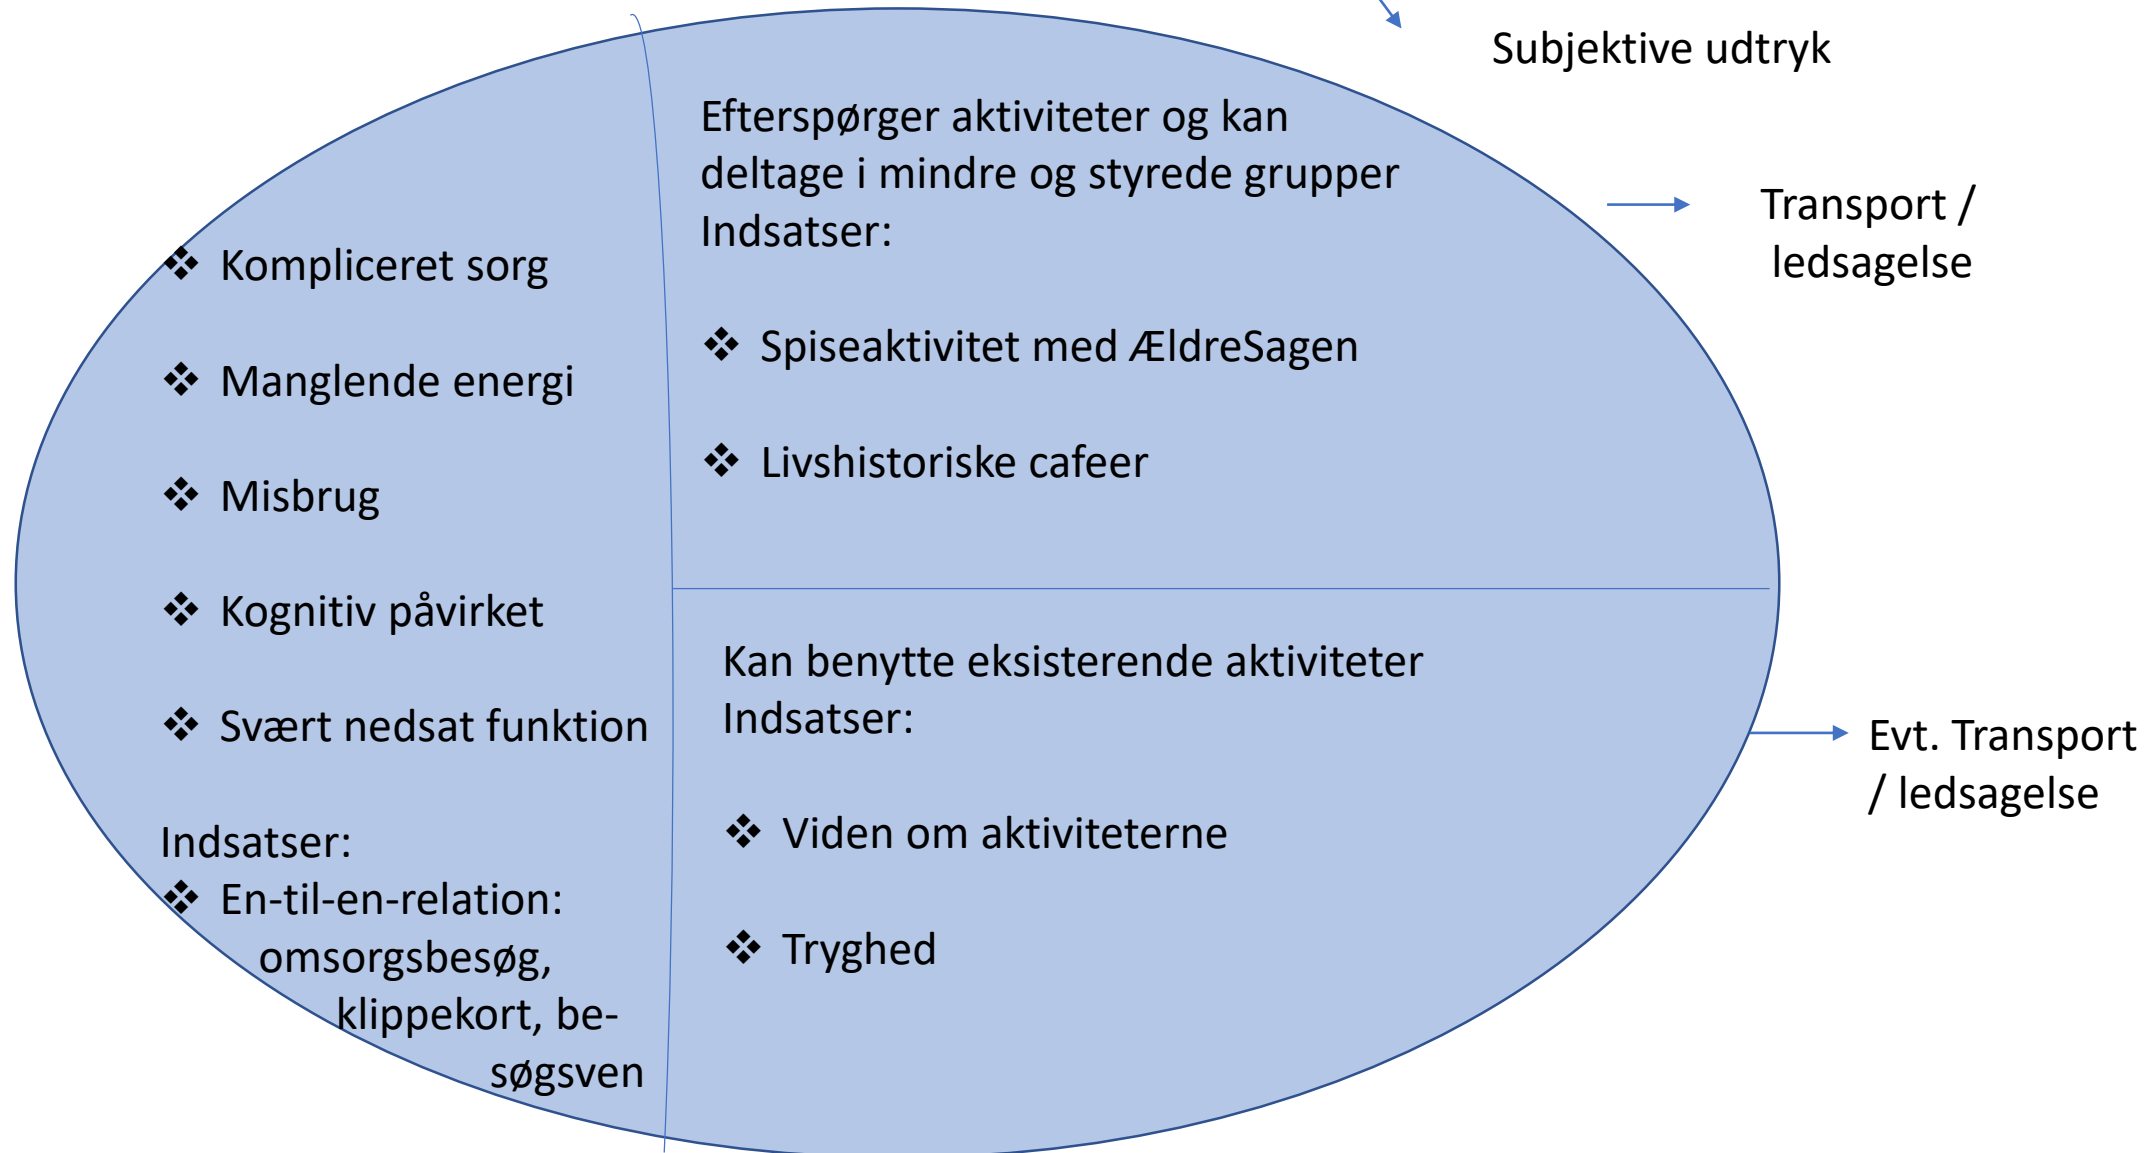 Subjektive udtryk
Efterspørger aktiviteter og kan
deltage i mindre og styrede grupper
Indsatser:
❖ Spiseaktivitet med ÆldreSagen
❖ Livshistoriske cafeer
Transport /
ledsagelse
❖ Kompliceret sorg
❖ Manglende energi
❖ Misbrug
❖ Kognitiv påvirket
❖ Svært nedsat funktion
Indsatser:
❖ En-til-en-relation:
omsorgsbesøg,
klippekort, be-
søgsven
Kan benytte eksisterende aktiviteter
Indsatser:
❖ Viden om aktiviteterne
❖ Tryghed
Evt. Transport
/ ledsagelse